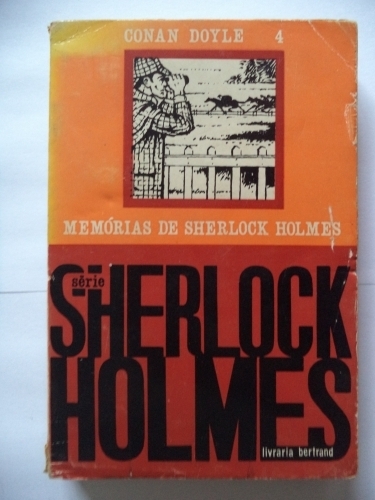 CONAN DOYLE 4
MEMÓRIAS DE SHERLOCK HOLMES
série
SHERLOCK
HOLMES
livraria bertrand